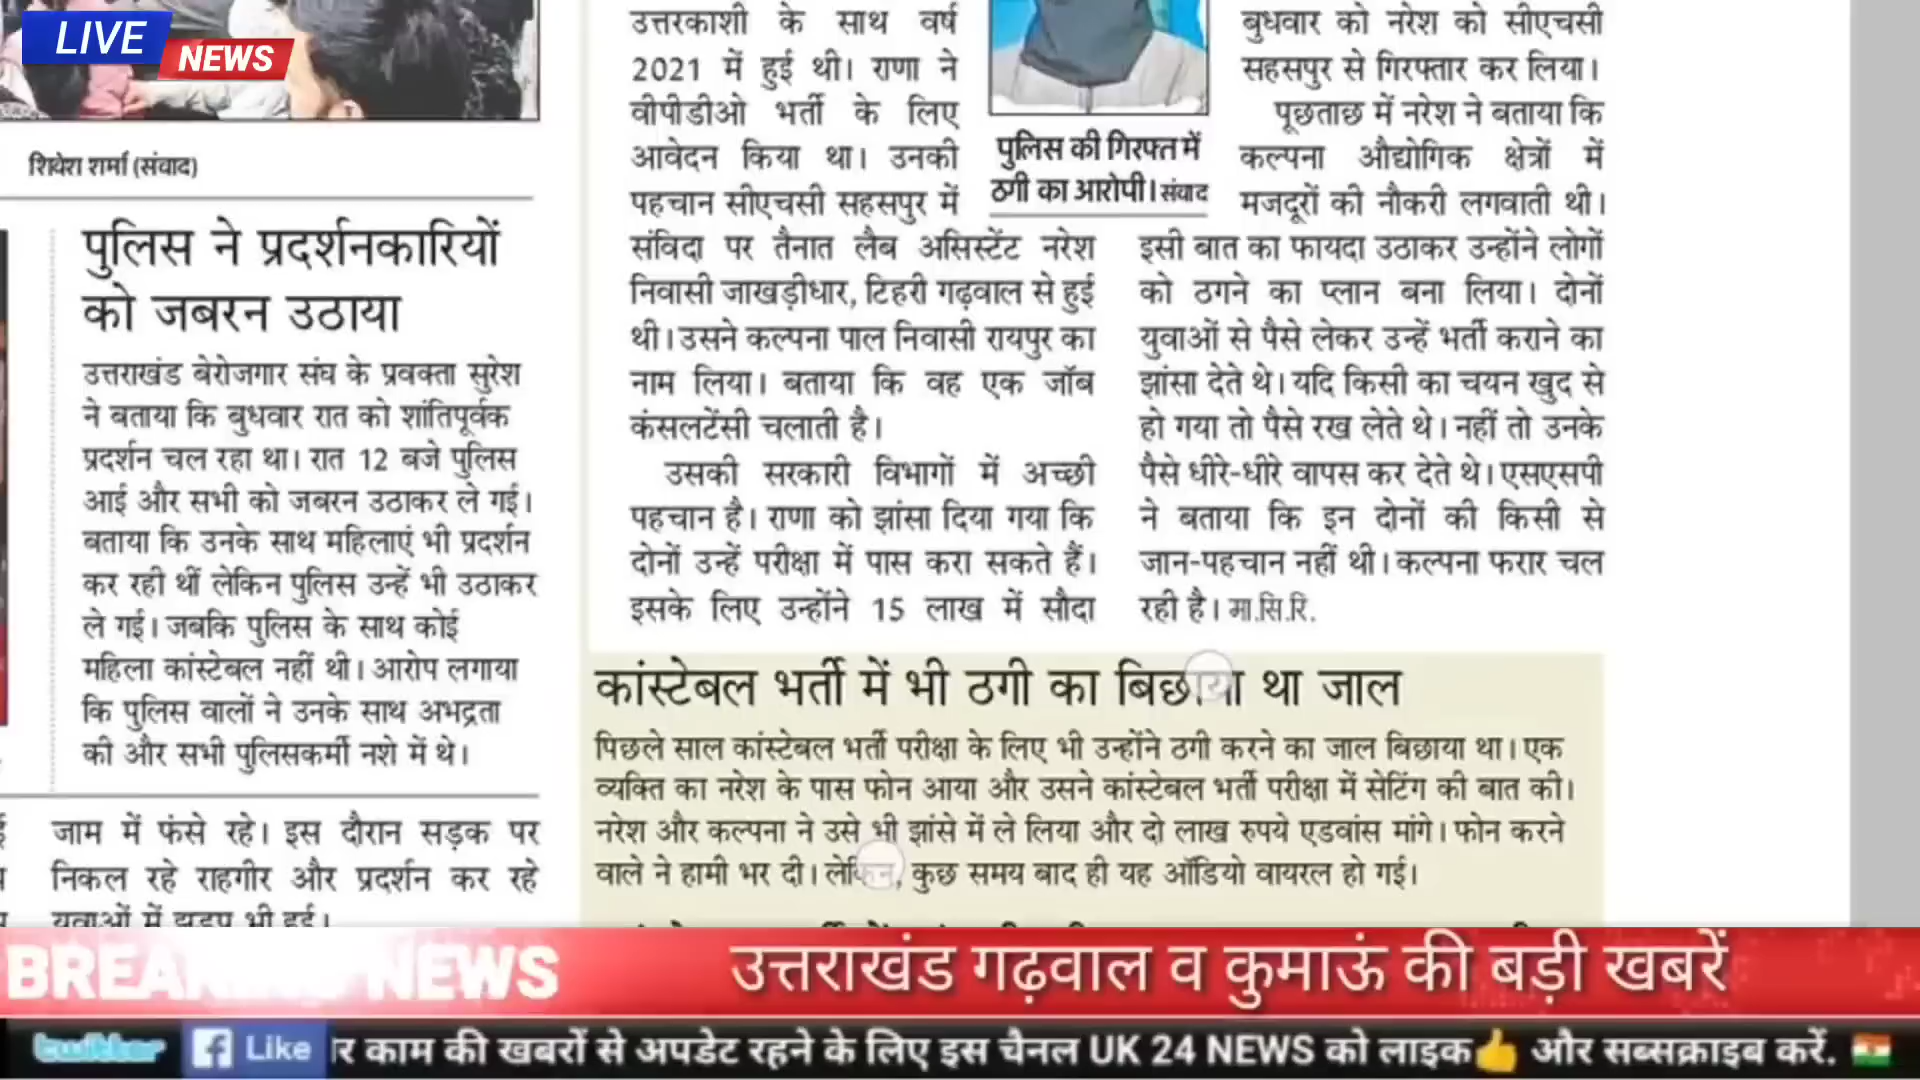 LIVE
NEWS
शिवेश शर्मा (संवाद)
पुलिस ने प्रदर्शनकारियों
को जबरन उठाया
उत्तराखंड बेरोजगार संघ के प्रवक्ता सुरेश
ने बताया कि बुधवार रात को शांतिपूर्वक
प्रदर्शन चल रहा था। रात 12 बजे पुलिस
आई और सभी को जबरन उठाकर ले गई।
बताया कि उनके साथ महिलाएं भी प्रदर्शन
कर रही थीं लेकिन पुलिस उन्हें भी उठाकर
ले गई। जबकि पुलिस के साथ कोई
महिला कांस्टेबल नहीं थी। आरोप लगाया
कि पुलिस वालों ने उनके साथ अभद्रता
की और सभी पुलिसकर्मी नशे में थे।
जाम में फंसे रहे। इस दौरान सड़क पर
निकल रहे राहगीर और प्रदर्शन कर रहे
युवाओं में झड़प भी हुई।
उत्तरकाशी के साथ वर्ष
2021 में हुई थी। राणा ने
वीपीडीओ भर्ती के लिए
आवेदन किया था। उनकी
पहचान सीएचसी सहसपुर में
संविदा पर तैनात लैब असिस्टेंट नरेश
निवासी जाखड़ीधार, टिहरी गढ़वाल से हुई
थी। उसने कल्पना पाल निवासी रायपुर का
नाम लिया। बताया कि वह एक जॉब
कंसलटेंसी चलाती है।
उसकी सरकारी विभागों में अच्छी
पहचान है। राणा को झांसा दिया गया कि
दोनों उन्हें परीक्षा में पास करा सकते हैं।
इसके लिए उन्होंने 15 लाख में सौदा
पुलिस की गिरफ्त में
ठगी का आरोपी। संवाद
बुधवार को नरेश को सीएचसी
सहसपुर से गिरफ्तार कर लिया।
पूछताछ में नरेश ने बताया कि
कल्पना औद्योगिक क्षेत्रों में
मजदूरों की नौकरी लगवाती थी।
इसी बात का फायदा उठाकर उन्होंने लोगों
को ठगने का प्लान बना लिया। दोनों
युवाओं से पैसे लेकर उन्हें भर्ती कराने का
झांसा देते थे। यदि किसी का चयन खुद से
हो गया तो पैसे रख लेते थे। नहीं तो उनके
पैसे धीरे-धीरे वापस कर देते थे। एसएसपी
ने बताया कि इन दोनों की किसी से
जान-पहचान नहीं थी। कल्पना फरार चल
रही है। मा.सि.रि.
कांस्टेबल भर्ती में भी ठगी का बिछाया था जाल
पिछले साल कांस्टेबल भर्ती परीक्षा के लिए भी उन्होंने ठगी करने का जाल बिछाया था। एक
व्यक्ति का नरेश के पास फोन आया और उसने कांस्टेबल भर्ती परीक्षा में सेटिंग की बात की।
नरेश और कल्पना ने उसे भी झांसे में ले लिया और दो लाख रुपये एडवांस मांगे। फोन करने
वाले ने हामी भर दी। लेकिन, कुछ समय बाद ही यह ऑडियो वायरल हो गई।
BREAKING NEWS
उत्तराखंड गढ़वाल व कुमाऊं की बड़ी खबरें
twitter
Like
र काम की खबरों से अपडेट रहने के लिए इस चैनल UK 24 NEWS को लाइक👍 और सब्सक्राइब करें. 🇮🇳